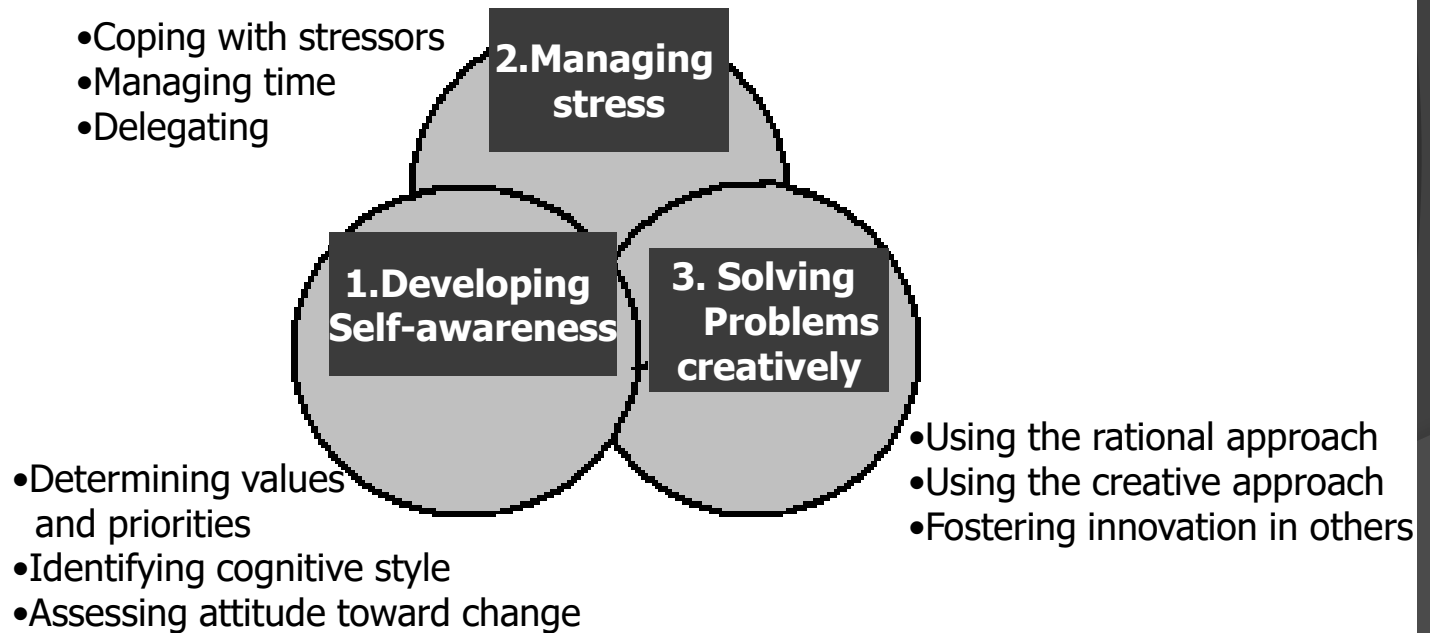 •Coping with stressors
•Managing time
•Delegating
2.Managing
stress
1.Developing
Self-awareness
3. Solving
Problems
creatively
•Determining values
and priorities
•Identifying cognitive style
•Assessing attitude toward change
•Using the rational approach
•Using the creative approach
•Fostering innovation in others